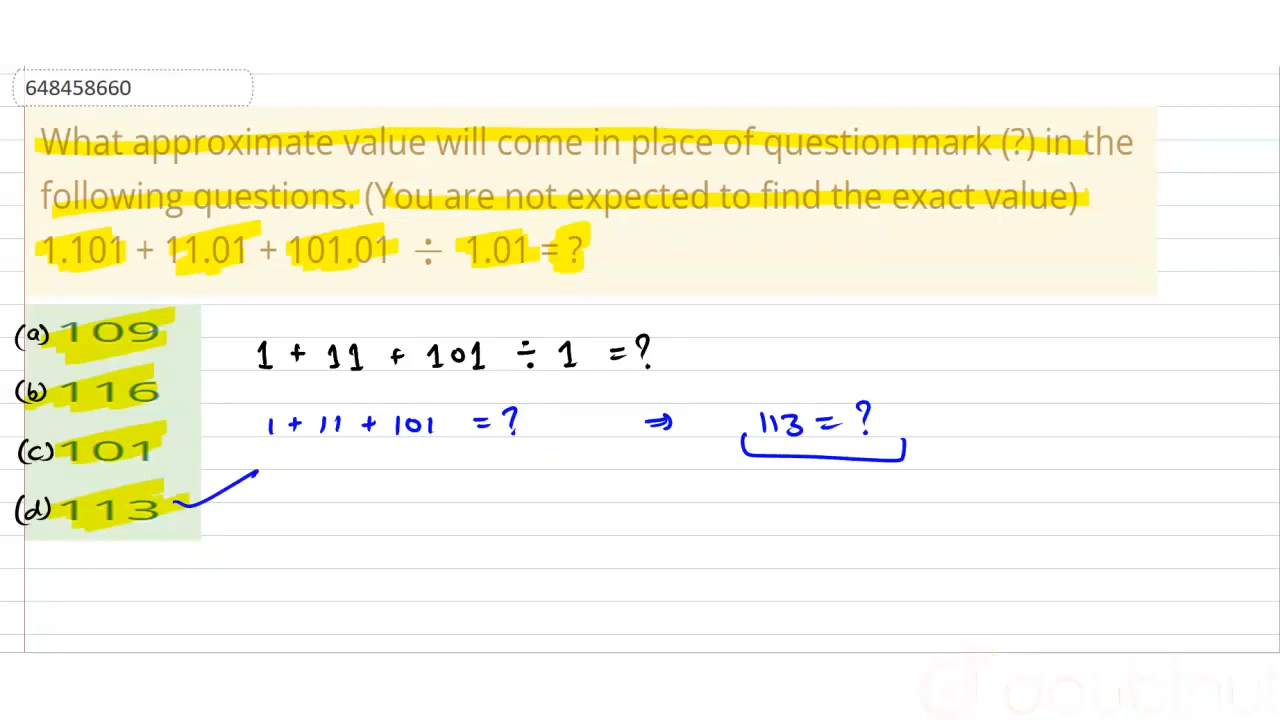 648458660
What approximate value will come in place of question mark (?) in the
following questions. (You are not expected to find the exact value)
1.101 + 11.01 + 101.01 ÷ 1.01 = ?
(a) 109
(b) 116
(c) 101
(d) 113
1 + 11 + 101 ÷ 1 = ?
1 + 11 + 101 = ? ⇒ 113 = ?
doubtnut